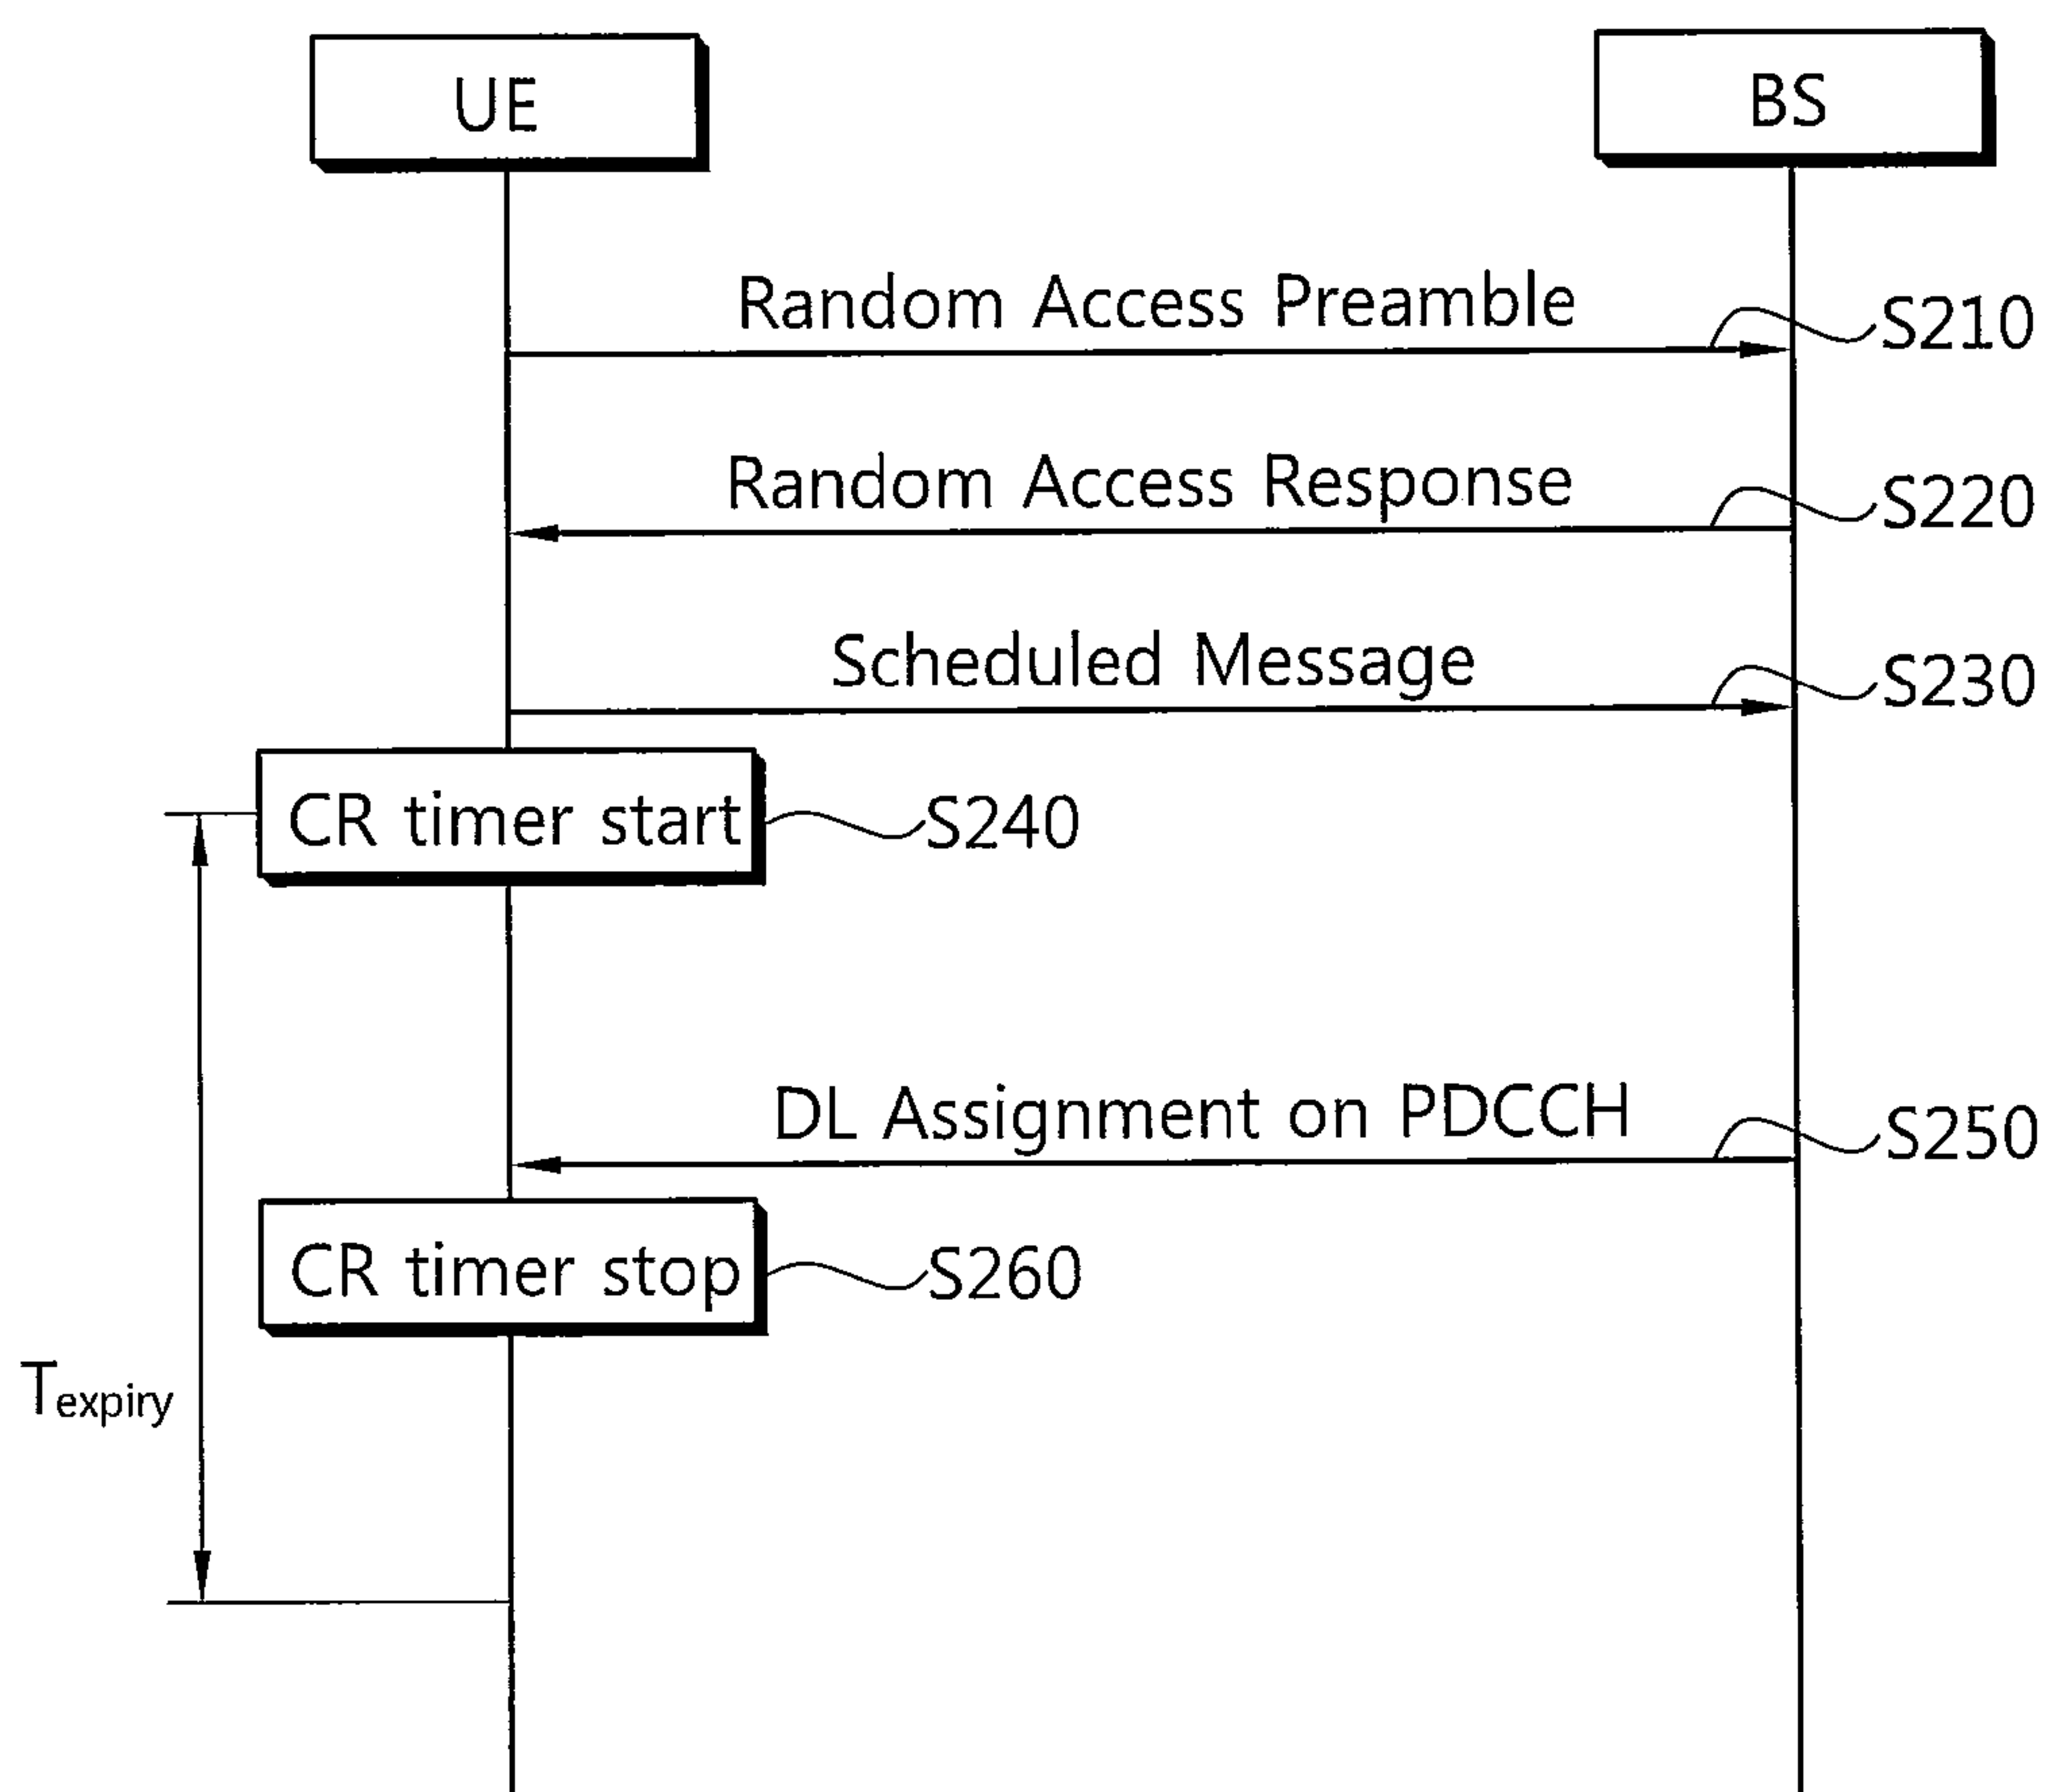 UE
BS
Random Access Preamble
S210
Random Access Response
S220
Scheduled Message
S230
CR timer start
S240
DL Assignment on PDCCH
S250
CR timer stop
S260
Texpiry